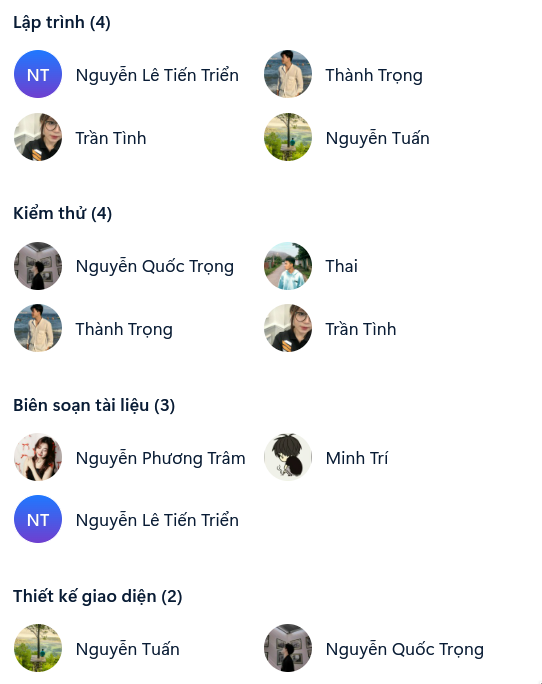 Lập trình (4)
NT Nguyễn Lê Tiến Triển Thành Trọng
Trần Tình Nguyễn Tuấn
Kiểm thử (4)
Nguyễn Quốc Trọng Thai
Thành Trọng Trần Tình
Biên soạn tài liệu (3)
Nguyễn Phương Trâm Minh Trí
NT Nguyễn Lê Tiến Triển
Thiết kế giao diện (2)
Nguyễn Tuấn Nguyễn Quốc Trọng